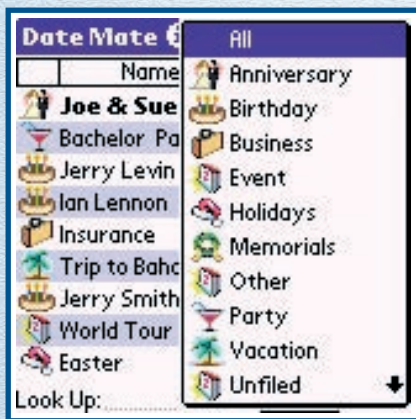 Date Mate
Name
Joe & Sue
Bachelor Pa
Jerry Levin
Ian Lennon
Insurance
Trip to Baha
Jerry Smith
World Tour
Easter
Look Up:
All
Anniversary
Birthday
Business
Event
Holidays
Memorials
Other
Party
Vacation
Unfiled